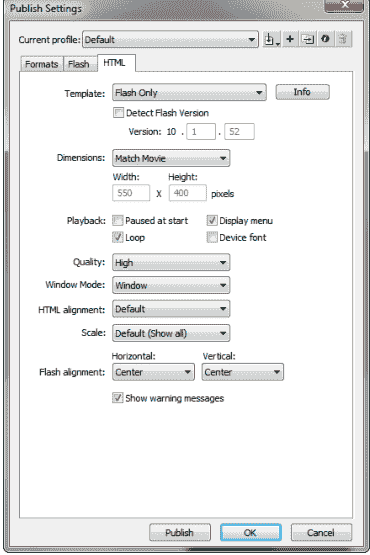 Publish Settings
Current profile: Default
Formats Flash HTML
Template: Flash Only Info
Detect Flash Version
Version: 10 . 1 . 52
Dimensions: Match Movie
Width: Height:
550 X 400 pixels
Playback: Paused at start Display menu
Loop Device font
Quality: High
Window Mode: Window
HTML alignment: Default
Scale: Default (Show all)
Horizontal: Vertical:
Flash alignment: Center Center
Show warning messages
Publish OK Cancel